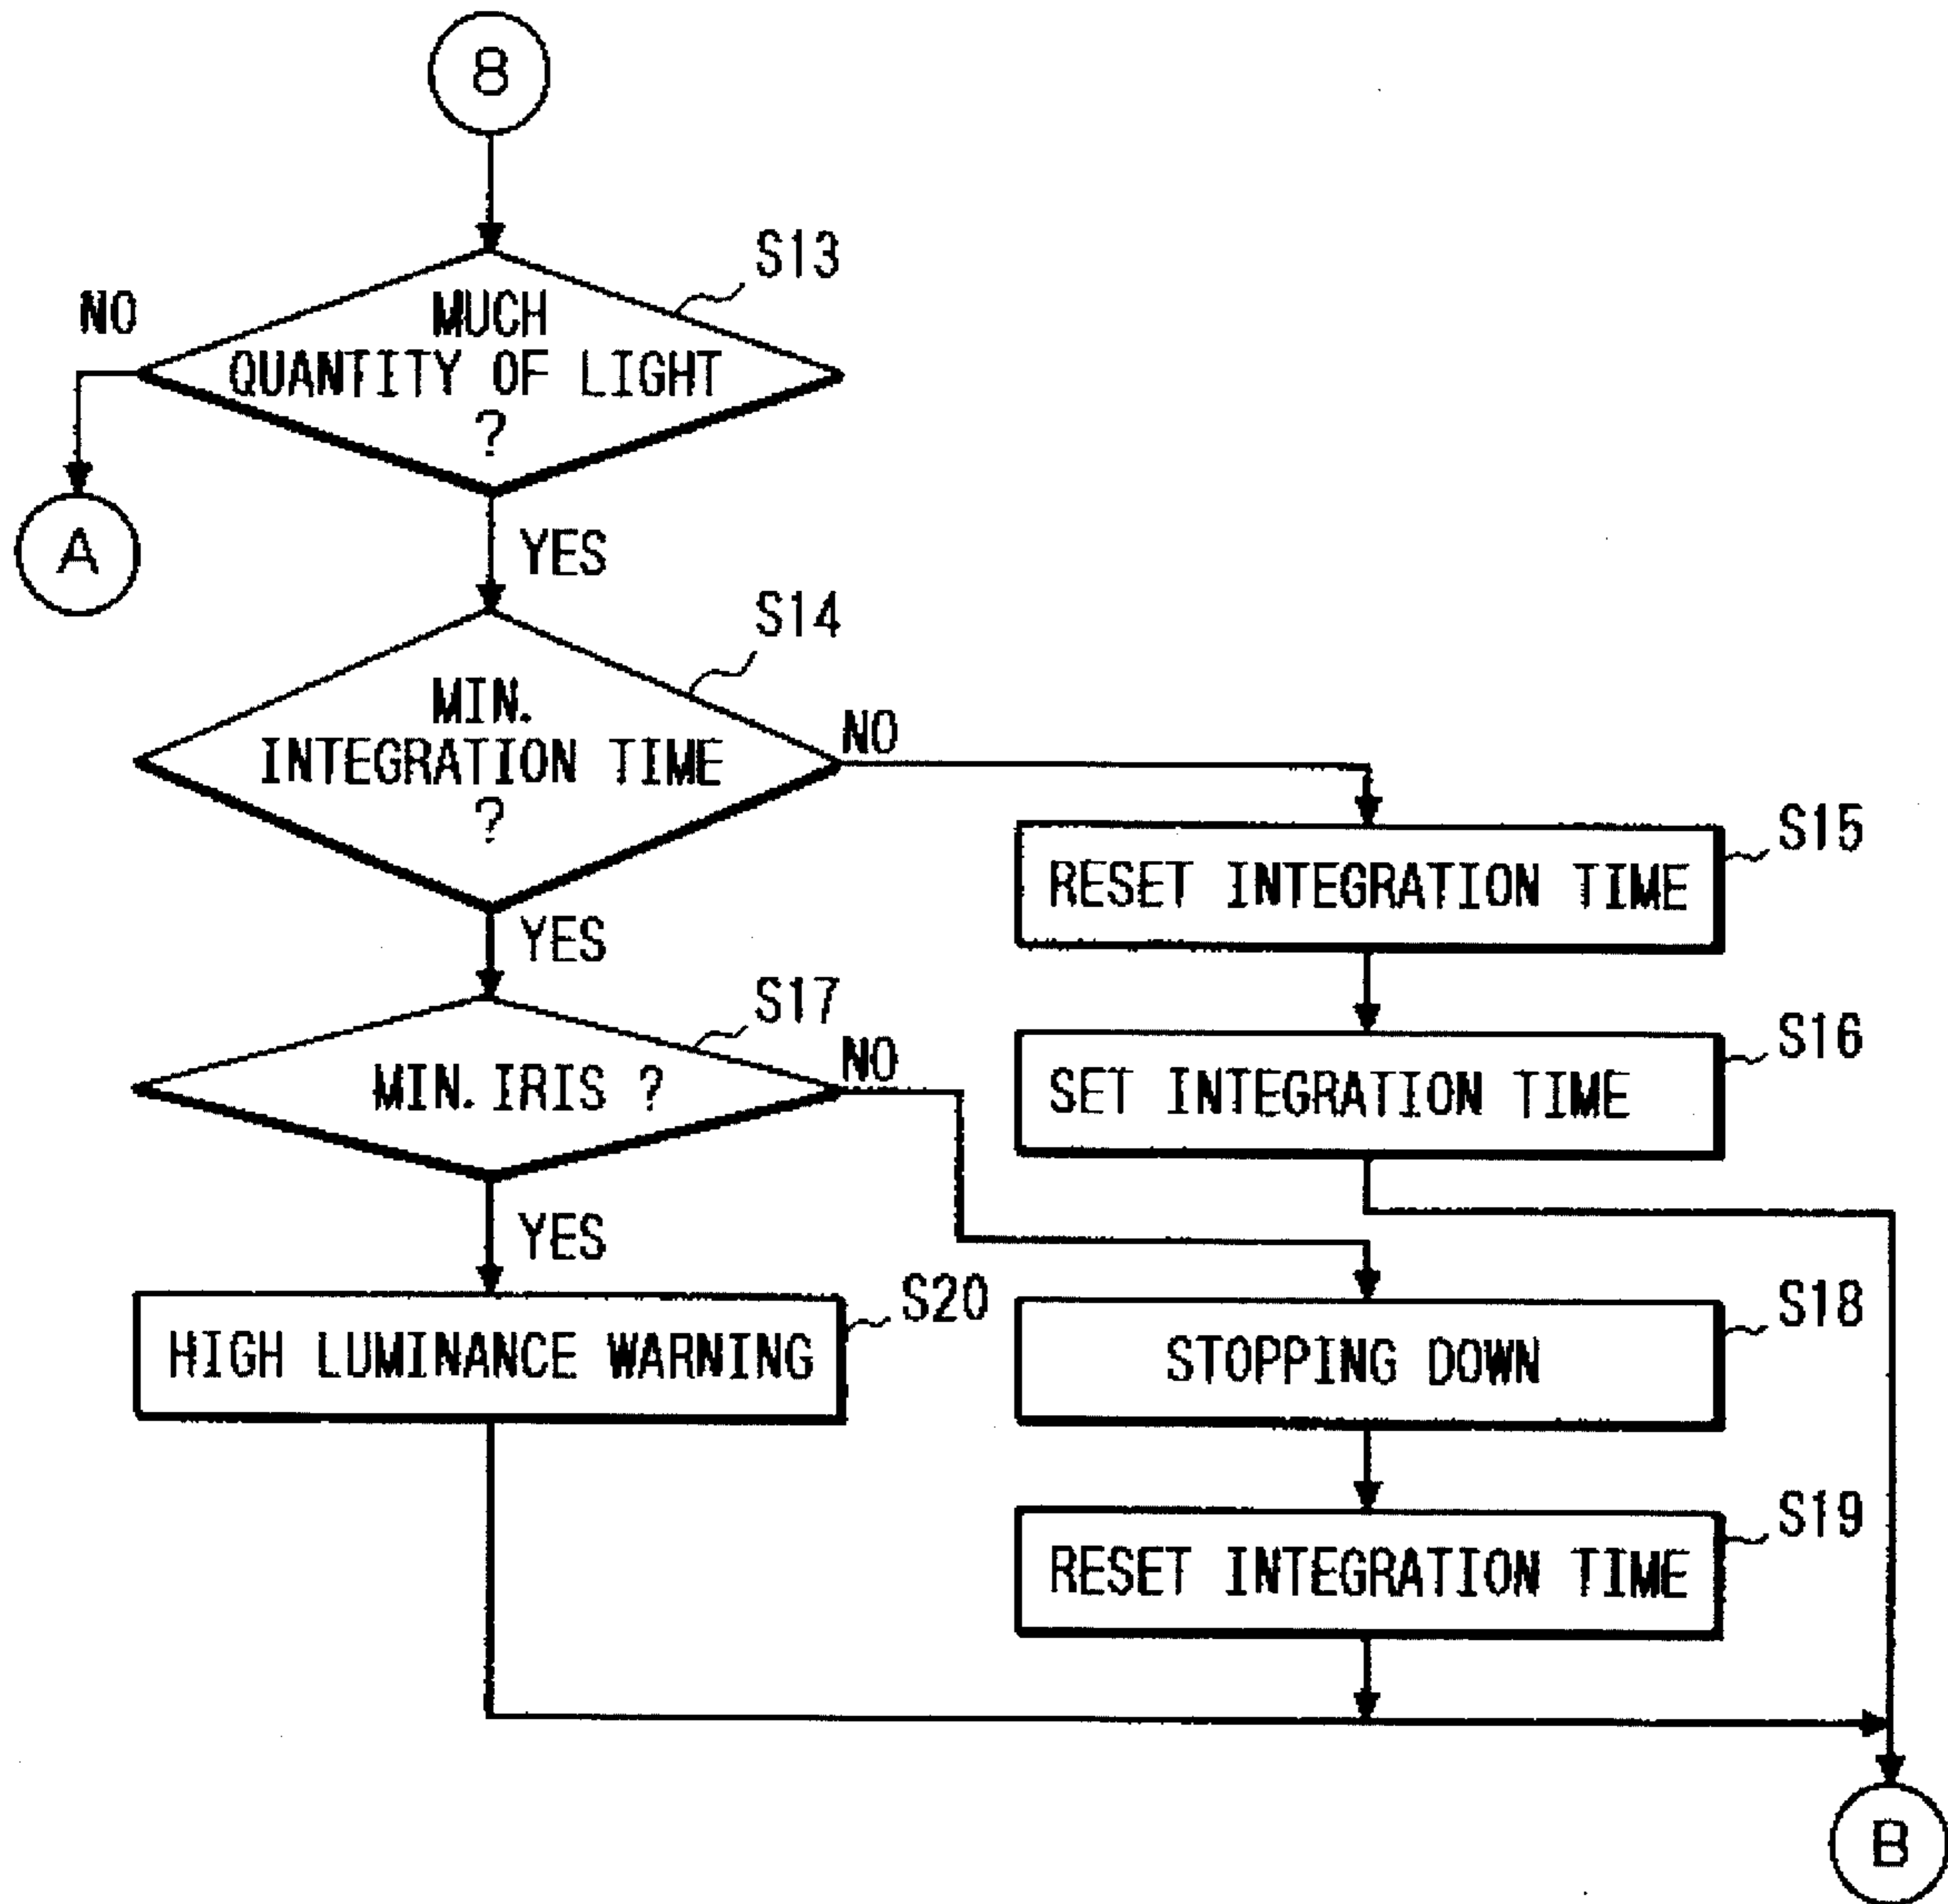 8
S13
NO
MUCH
QUANTITY OF LIGHT
?
A
YES
S14
MIN.
INTEGRATION TIME
?
NO
S15
RESET INTEGRATION TIME
YES
S17
S16
MIN. IRIS ?
NO
SET INTEGRATION TIME
YES
S20
S18
HIGH LUMINANCE WARNING
STOPPING DOWN
S19
RESET INTEGRATION TIME
B